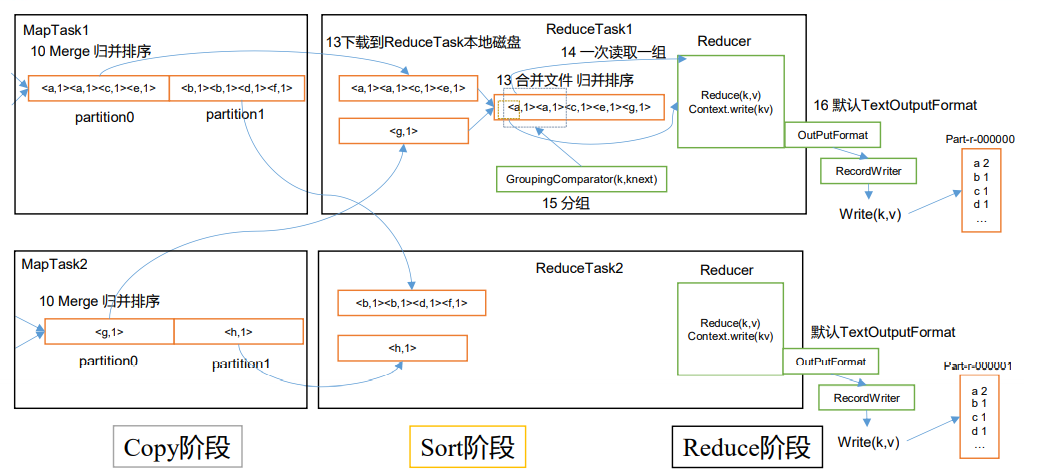 MapTask1
10 Merge 归并排序
<a,1><a,1><c,1><e,1>
<b,1><b,1><d,1><f,1>
partition0
partition1
ReduceTask1
13下载到ReduceTask本地磁盘
14 一次读取一组
<a,1><a,1><c,1><e,1>
13 合并文件 归并排序
<a,1><a,1><c,1><e,1><g,1>
<g,1>
GroupingComparator(k,knext)
15 分组
Reducer
Reduce(k,v)
Context.write(kv)
16 默认TextOutputFormat
OutPutFormat
RecordWriter
Write(k,v)
Part-r-000000
a 2
b 1
c 1
d 1
...
MapTask2
10 Merge 归并排序
<g,1>
<h,1>
partition0
partition1
ReduceTask2
<b,1><b,1><d,1><f,1>
<h,1>
Reducer
Reduce(k,v)
Context.write(kv)
默认TextOutputFormat
OutPutFormat
RecordWriter
Write(k,v)
Part-r-000001
a 2
b 1
c 1
d 1
...
Copy阶段
Sort阶段
Reduce阶段